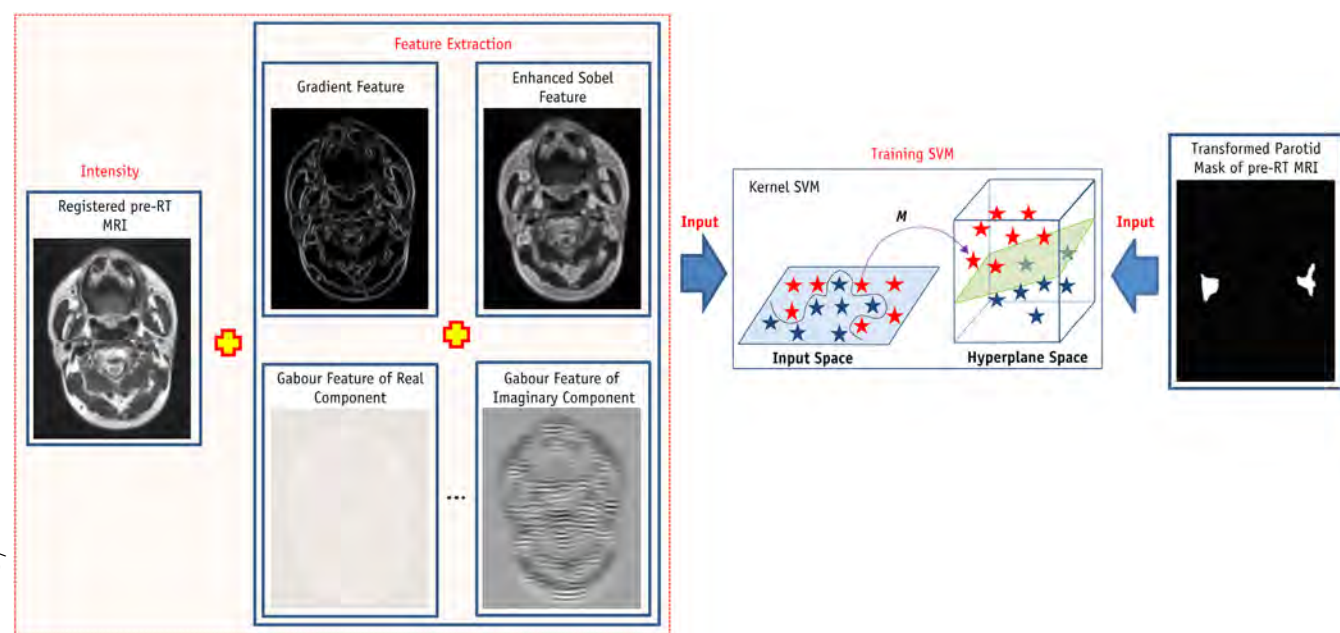 Feature Extraction
Gradient Feature
Enhanced Sobel
Feature
Intensity
Registered pre-RT
MRI
Gabour Feature of Real
Component
...
Gabour Feature of
Imaginary Component
Input
Training SVM
Kernel SVM
M
Input Space
Hyperplane Space
Input
Transformed Parotid
Mask of pre-RT MRI